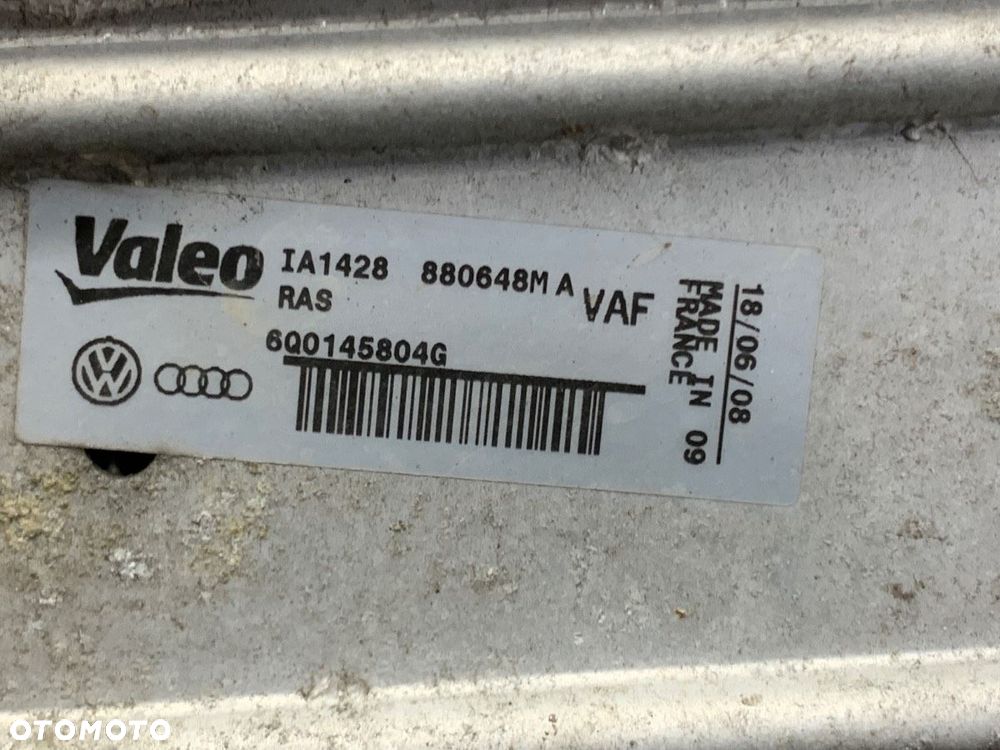 Valeo
IA1428 880648M A
RAS
VAF
6Q0145804G
18/06/08
MADE IN 09
FRANCE
OTOMOTO